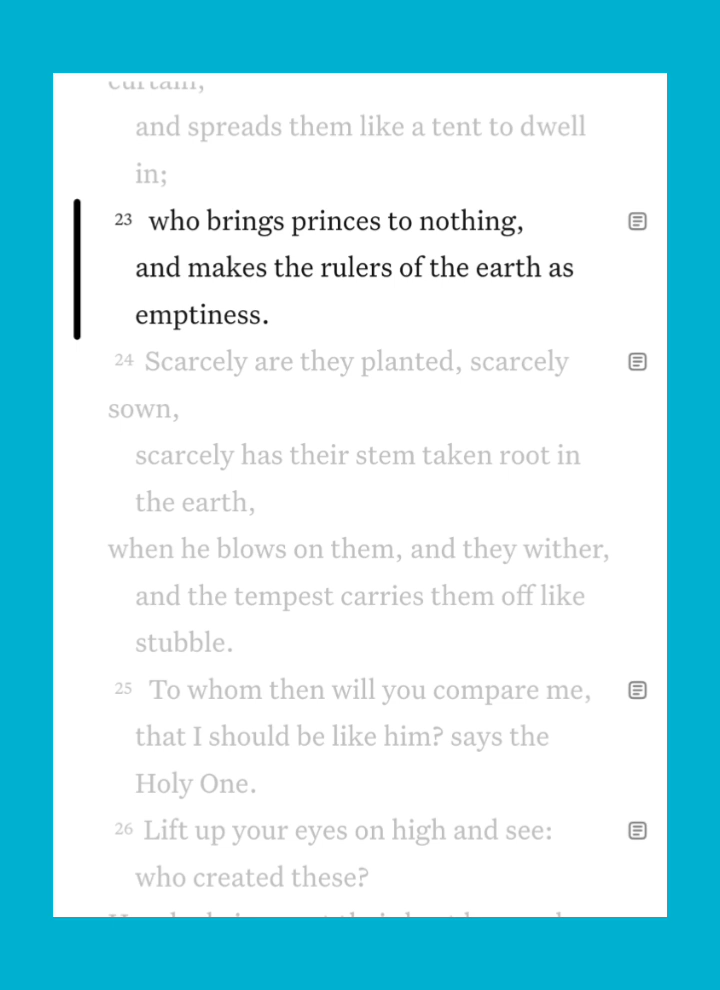 curtain,
and spreads them like a tent to dwell
in;
23 who brings princes to nothing,
and makes the rulers of the earth as
emptiness.
24 Scarcely are they planted, scarcely
sown,
scarcely has their stem taken root in
the earth,
when he blows on them, and they wither,
and the tempest carries them off like
stubble.
25 To whom then will you compare me,
that I should be like him? says the
Holy One.
26 Lift up your eyes on high and see:
who created these?